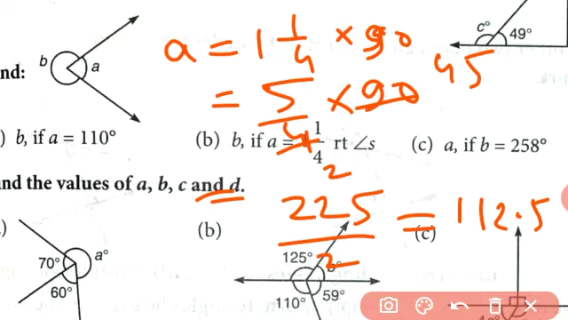 a = 1 1/4 × 90
c° 49°
b a
nd:
= 5/4 × 90 45
) b, if a = 110° (b) b, if a = 1 1/4 rt ∠s (c) a, if b = 258°
2
nd the values of a, b, c and d.
225/2 = 112.5
) (b) (c)
70° a° 60°
125° b° 59° 110°